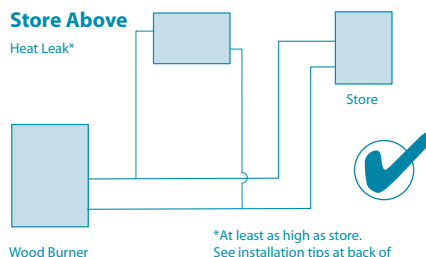 Store Above
Heat Leak*
Store
Wood Burner
*At least as high as store.
See installation tips at back of